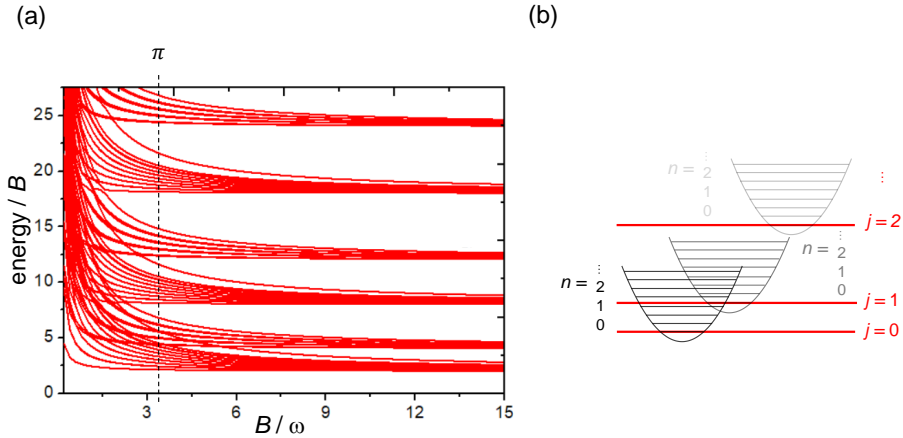 (a)
(b)
π
25
20
15
10
5
0
energy / B
3
6
9
12
15
B / ω
n = ⋮
2
1
0
⋮
j = 2
⋮
2
n = 1
0
n = ⋮
2
1
0
j = 1
j = 0